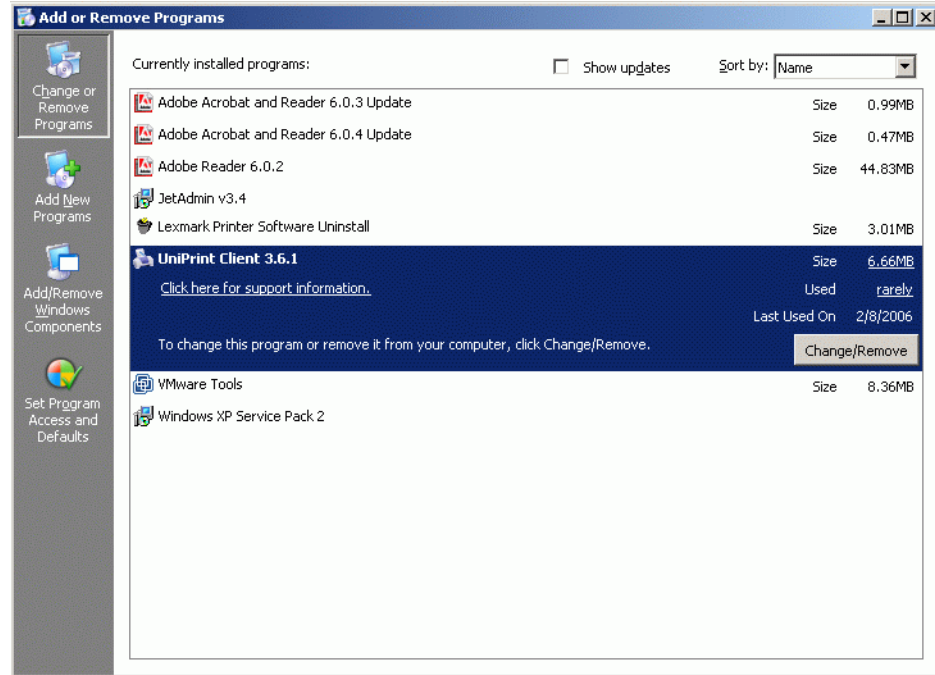 Add or Remove Programs
Currently installed programs:
Show updates
Sort by: Name
Change or
Remove
Programs
Add New
Programs
Add/Remove
Windows
Components
Set Program
Access and
Defaults
Adobe Acrobat and Reader 6.0.3 Update Size 0.99MB
Adobe Acrobat and Reader 6.0.4 Update Size 0.47MB
Adobe Reader 6.0.2 Size 44.83MB
JetAdmin v3.4
Lexmark Printer Software Uninstall Size 3.01MB
UniPrint Client 3.6.1 Size 6.66MB
Click here for support information. Used rarely
Last Used On 2/8/2006
To change this program or remove it from your computer, click Change/Remove. Change/Remove
VMware Tools Size 8.36MB
Windows XP Service Pack 2